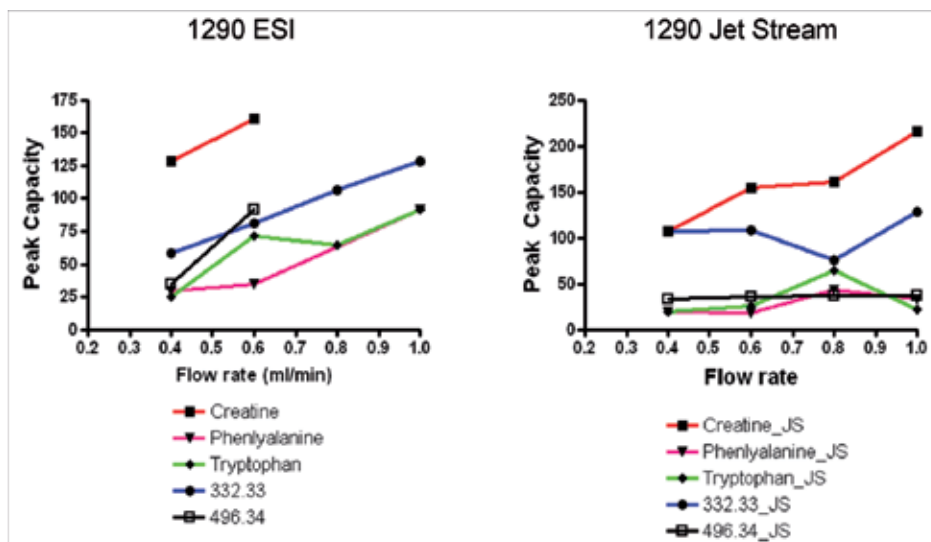 1290 ESI
Peak Capacity
175
150
125
100
75
50
25
0
0.2 0.3 0.4 0.5 0.6 0.7 0.8 0.9 1.0
Flow rate (ml/min)
Creatine
Phenlyalanine
Tryptophan
332.33
496.34
1290 Jet Stream
Peak Capacity
250
200
150
100
50
0
0.2 0.3 0.4 0.5 0.6 0.7 0.8 0.9 1.0
Flow rate
Creatine_JS
Phenlyalanine_JS
Tryptophan_JS
332.33_JS
496.34_JS